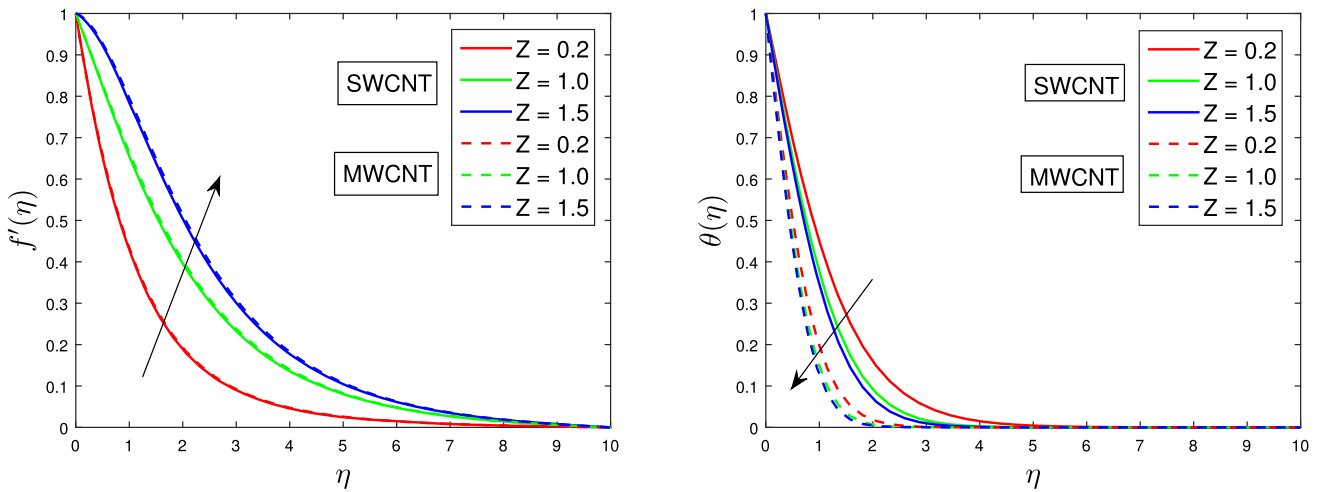 1
0.9
0.8
0.7
0.6
0.5
0.4
0.3
0.2
0.1
0
f′(η)
0 1 2 3 4 5 6 7 8 9 10
η
SWCNT
MWCNT
Z = 0.2
Z = 1.0
Z = 1.5
Z = 0.2
Z = 1.0
Z = 1.5
1
0.9
0.8
0.7
0.6
0.5
0.4
0.3
0.2
0.1
0
θ(η)
0 1 2 3 4 5 6 7 8 9 10
η
SWCNT
MWCNT
Z = 0.2
Z = 1.0
Z = 1.5
Z = 0.2
Z = 1.0
Z = 1.5